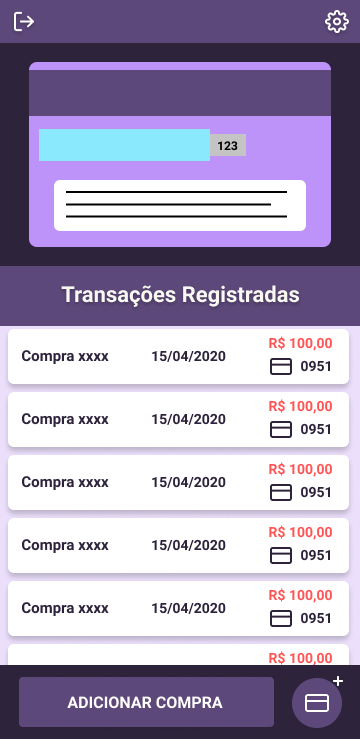 123
Transações Registradas
R$ 100,00
Compra xxxx 15/04/2020
0951
R$ 100,00
Compra xxxx 15/04/2020
0951
R$ 100,00
Compra xxxx 15/04/2020
0951
R$ 100,00
Compra xxxx 15/04/2020
0951
R$ 100,00
Compra xxxx 15/04/2020
0951
R$ 100,00
+
ADICIONAR COMPRA